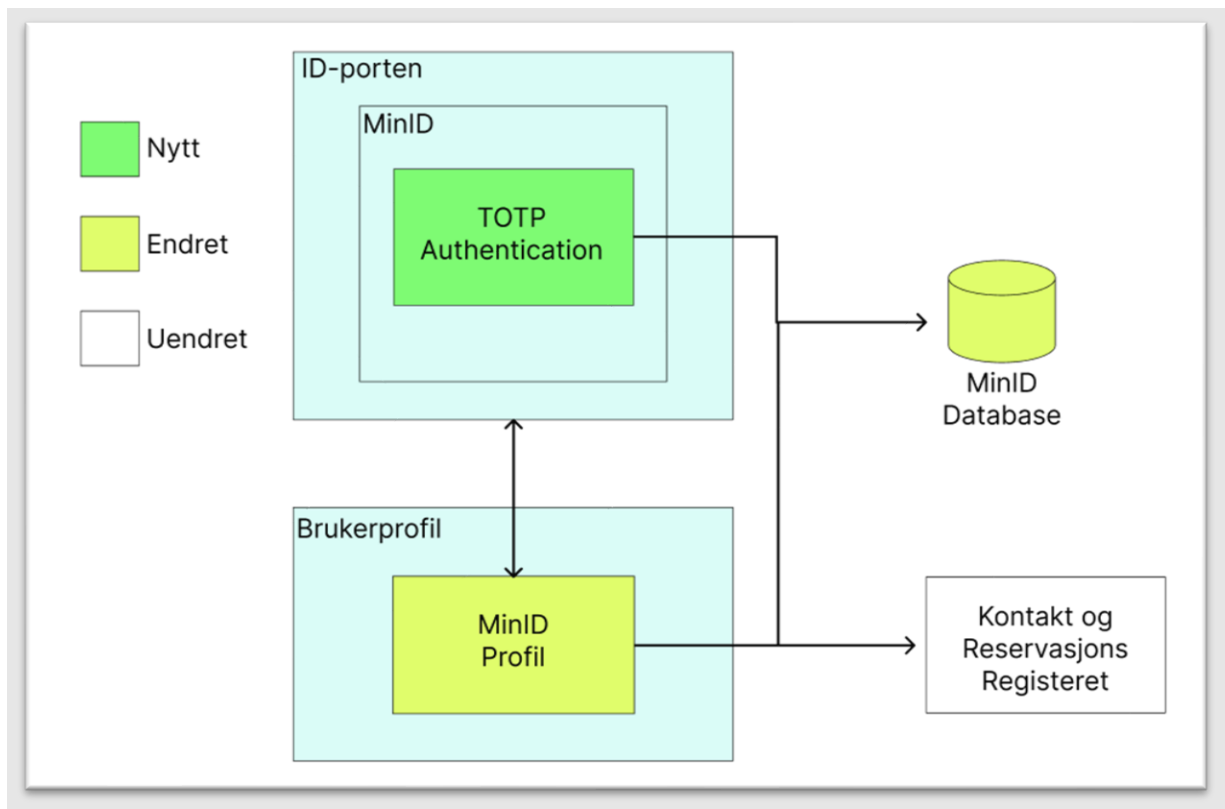 ID-porten
MinID
Nytt
TOTP
Authentication
Endret
Uendret
MinID
Database
Brukerprofil
MinID
Profil
Kontakt og
Reservasjons
Registeret